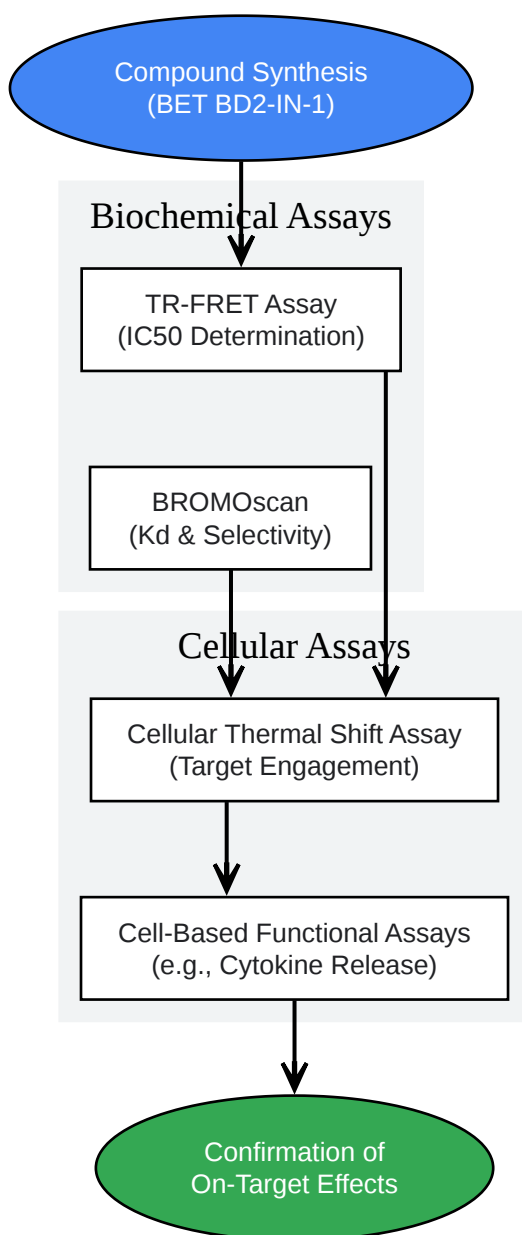 Compound Synthesis
(BET BD2-IN-1)
Biochemical Assays
TR-FRET Assay
(IC50 Determination)
BROMOscan
(Kd & Selectivity)
Cellular Assays
Cellular Thermal Shift Assay
(Target Engagement)
Cell-Based Functional Assays
(e.g., Cytokine Release)
Confirmation of
On-Target Effects